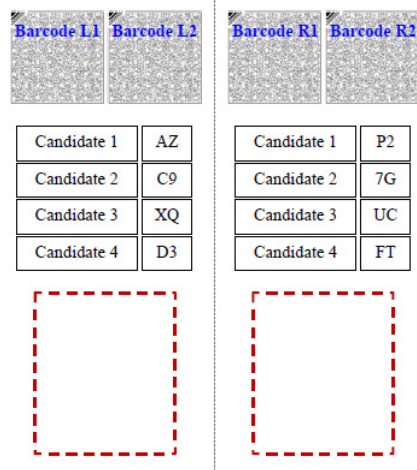 Barcode L1 Barcode L2 Barcode R1 Barcode R2
Candidate 1 AZ Candidate 1 P2
Candidate 2 C9 Candidate 2 7G
Candidate 3 XQ Candidate 3 UC
Candidate 4 D3 Candidate 4 FT